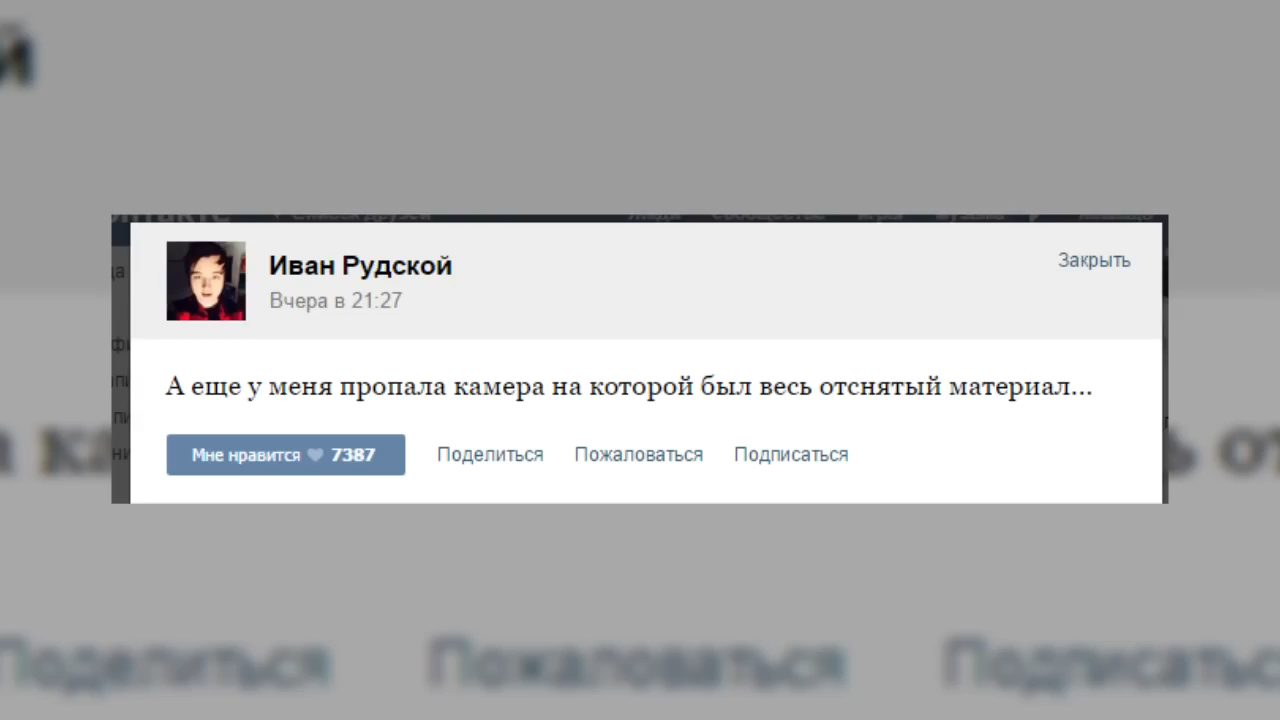 Иван Рудской
Закрыть
Вчера в 21:27
А еще у меня пропала камера на которой был весь отснятый материал...
Мне нравится 7387
Поделиться Пожаловаться Подписаться
Поделиться Пожаловаться